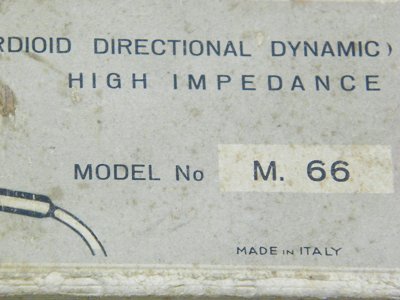 RDIOID DIRECTIONAL DYNAMIC)
HIGH IMPEDANCE
MODEL No M. 66
MADE IN ITALY